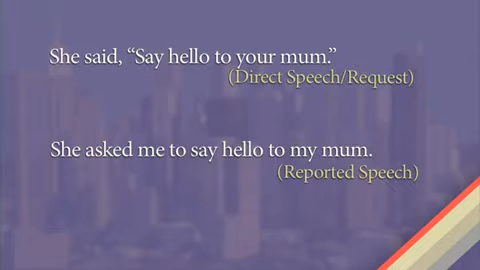 She said, “Say hello to your mum.”
(Direct Speech/Request)
She asked me to say hello to my mum.
(Reported Speech)